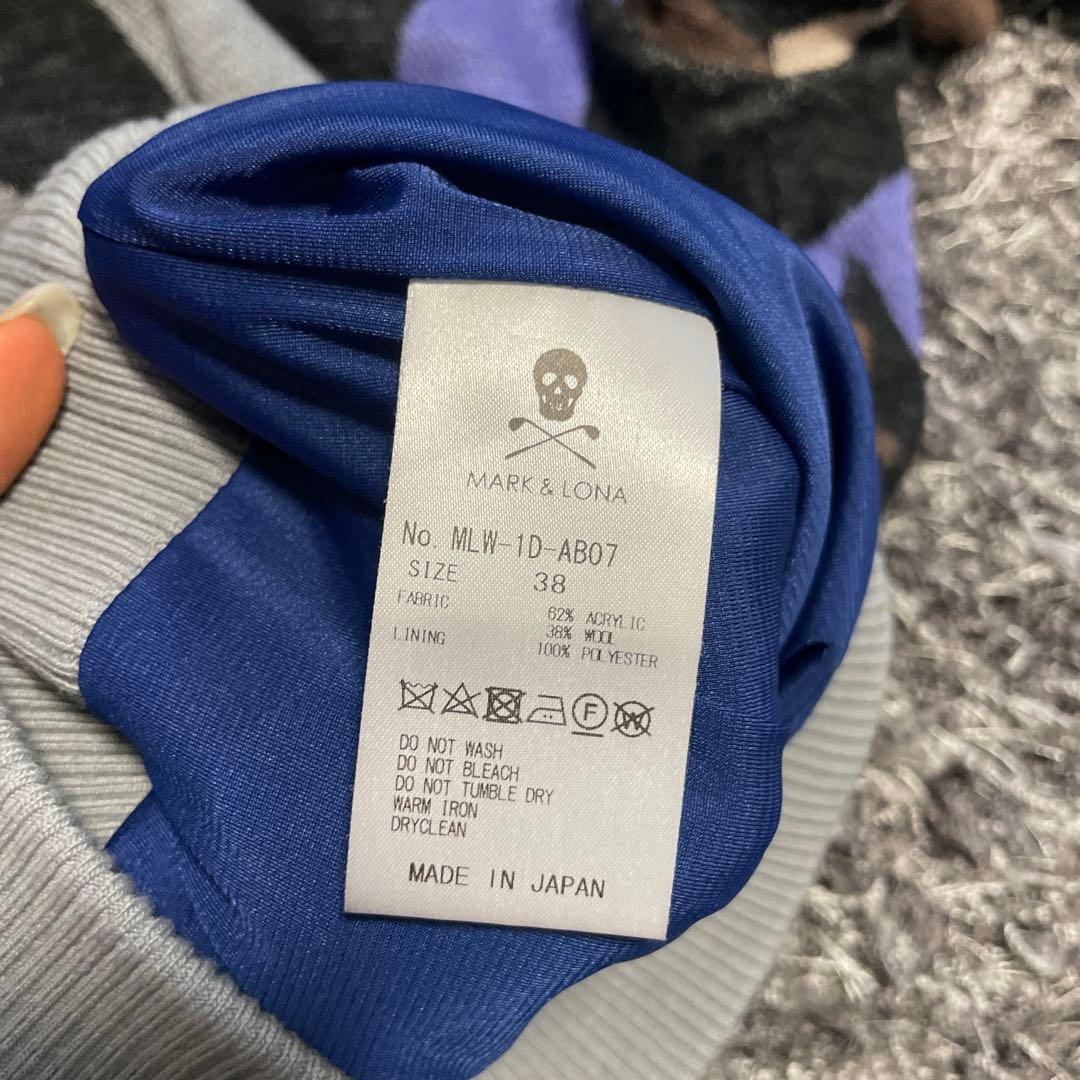 MARK & LONA
No. MLW-1D-AB07
SIZE 38
FABRIC 62% ACRYLIC
38% WOOL
LINING 100% POLYESTER
F W
DO NOT WASH
DO NOT BLEACH
DO NOT TUMBLE DRY
WARM IRON
DRYCLEAN
MADE IN JAPAN